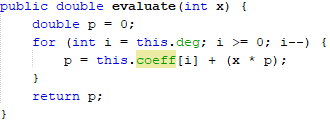 public double evaluate(int x) {
    double p = 0;
    for (int i = this.deg; i >= 0; i--) {
        p = this.coeff[i] + (x * p);
    }
    return p;
}